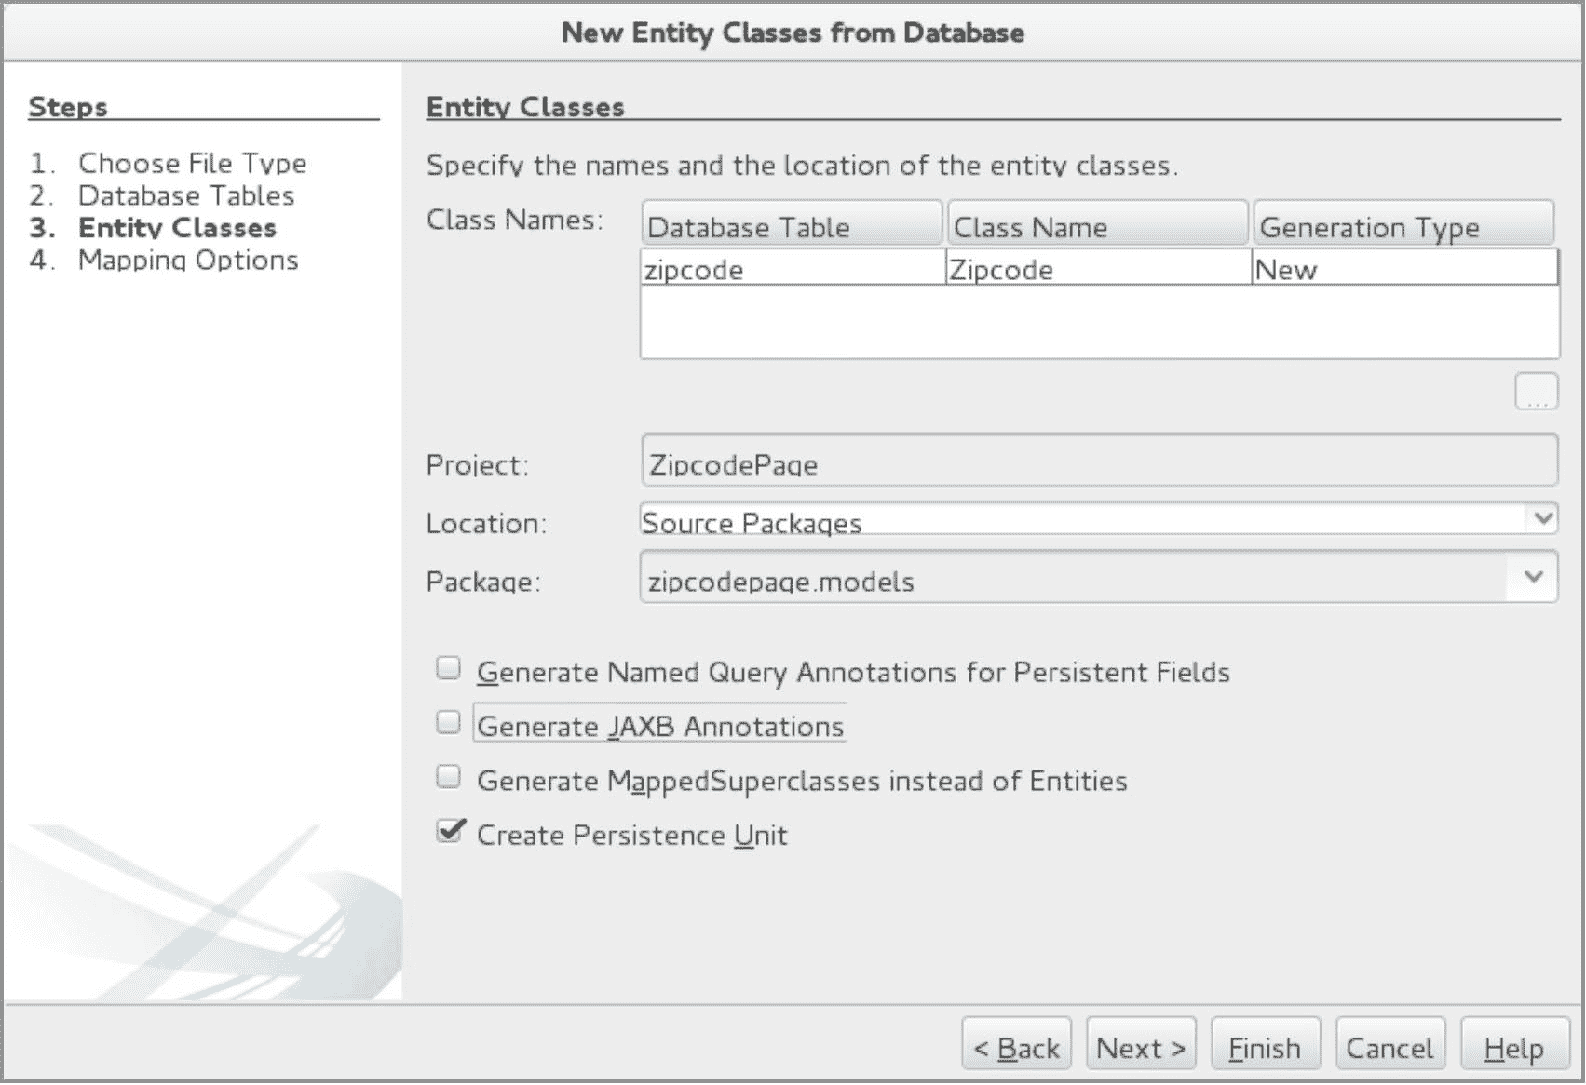 New Entity Classes from Database
Steps
1. Choose File Type
2. Database Tables
3. Entity Classes
4. Mapping Options
Entity Classes
Specify the names and the location of the entity classes.
Class Names:
Database Table Class Name Generation Type
zipcode Zipcode New
...
Project: ZipcodePage
Location: Source Packages
Package: zipcodepage.models
Generate Named Query Annotations for Persistent Fields
Generate JAXB Annotations
Generate MappedSuperclasses instead of Entities
Create Persistence Unit
< Back Next > Finish Cancel Help